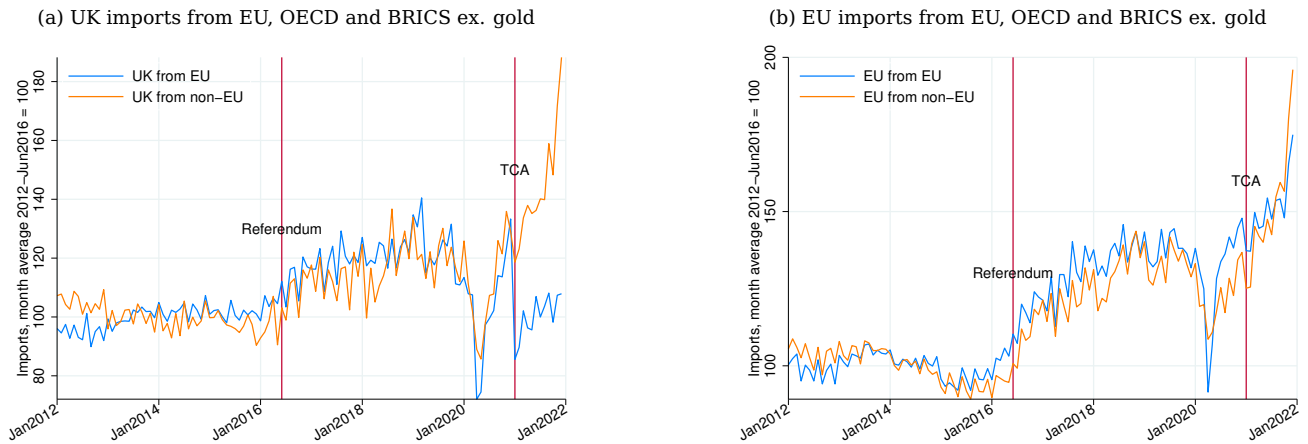 (a) UK imports from EU, OECD and BRICS ex. gold
Imports, month average 2012−Jun2016 = 100
180
160
140
120
100
80
UK from EU
UK from non−EU
Referendum
TCA
Jan2012
Jan2014
Jan2016
Jan2018
Jan2020
Jan2022
(b) EU imports from EU, OECD and BRICS ex. gold
Imports, month average 2012−Jun2016 = 100
200
150
100
EU from EU
EU from non−EU
Referendum
TCA
Jan2012
Jan2014
Jan2016
Jan2018
Jan2020
Jan2022